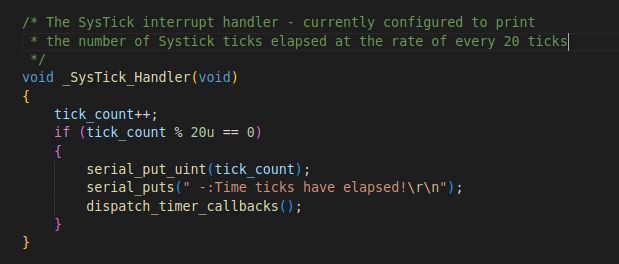 /* The SysTick interrupt handler - currently configured to print
 * the number of Systick ticks elapsed at the rate of every 20 ticks
 */
void _SysTick_Handler(void)
{
    tick_count++;
    if (tick_count % 20u == 0)
    {
        serial_put_uint(tick_count);
        serial_puts(" -:Time ticks have elapsed!\r\n");
        dispatch_timer_callbacks();
    }
}